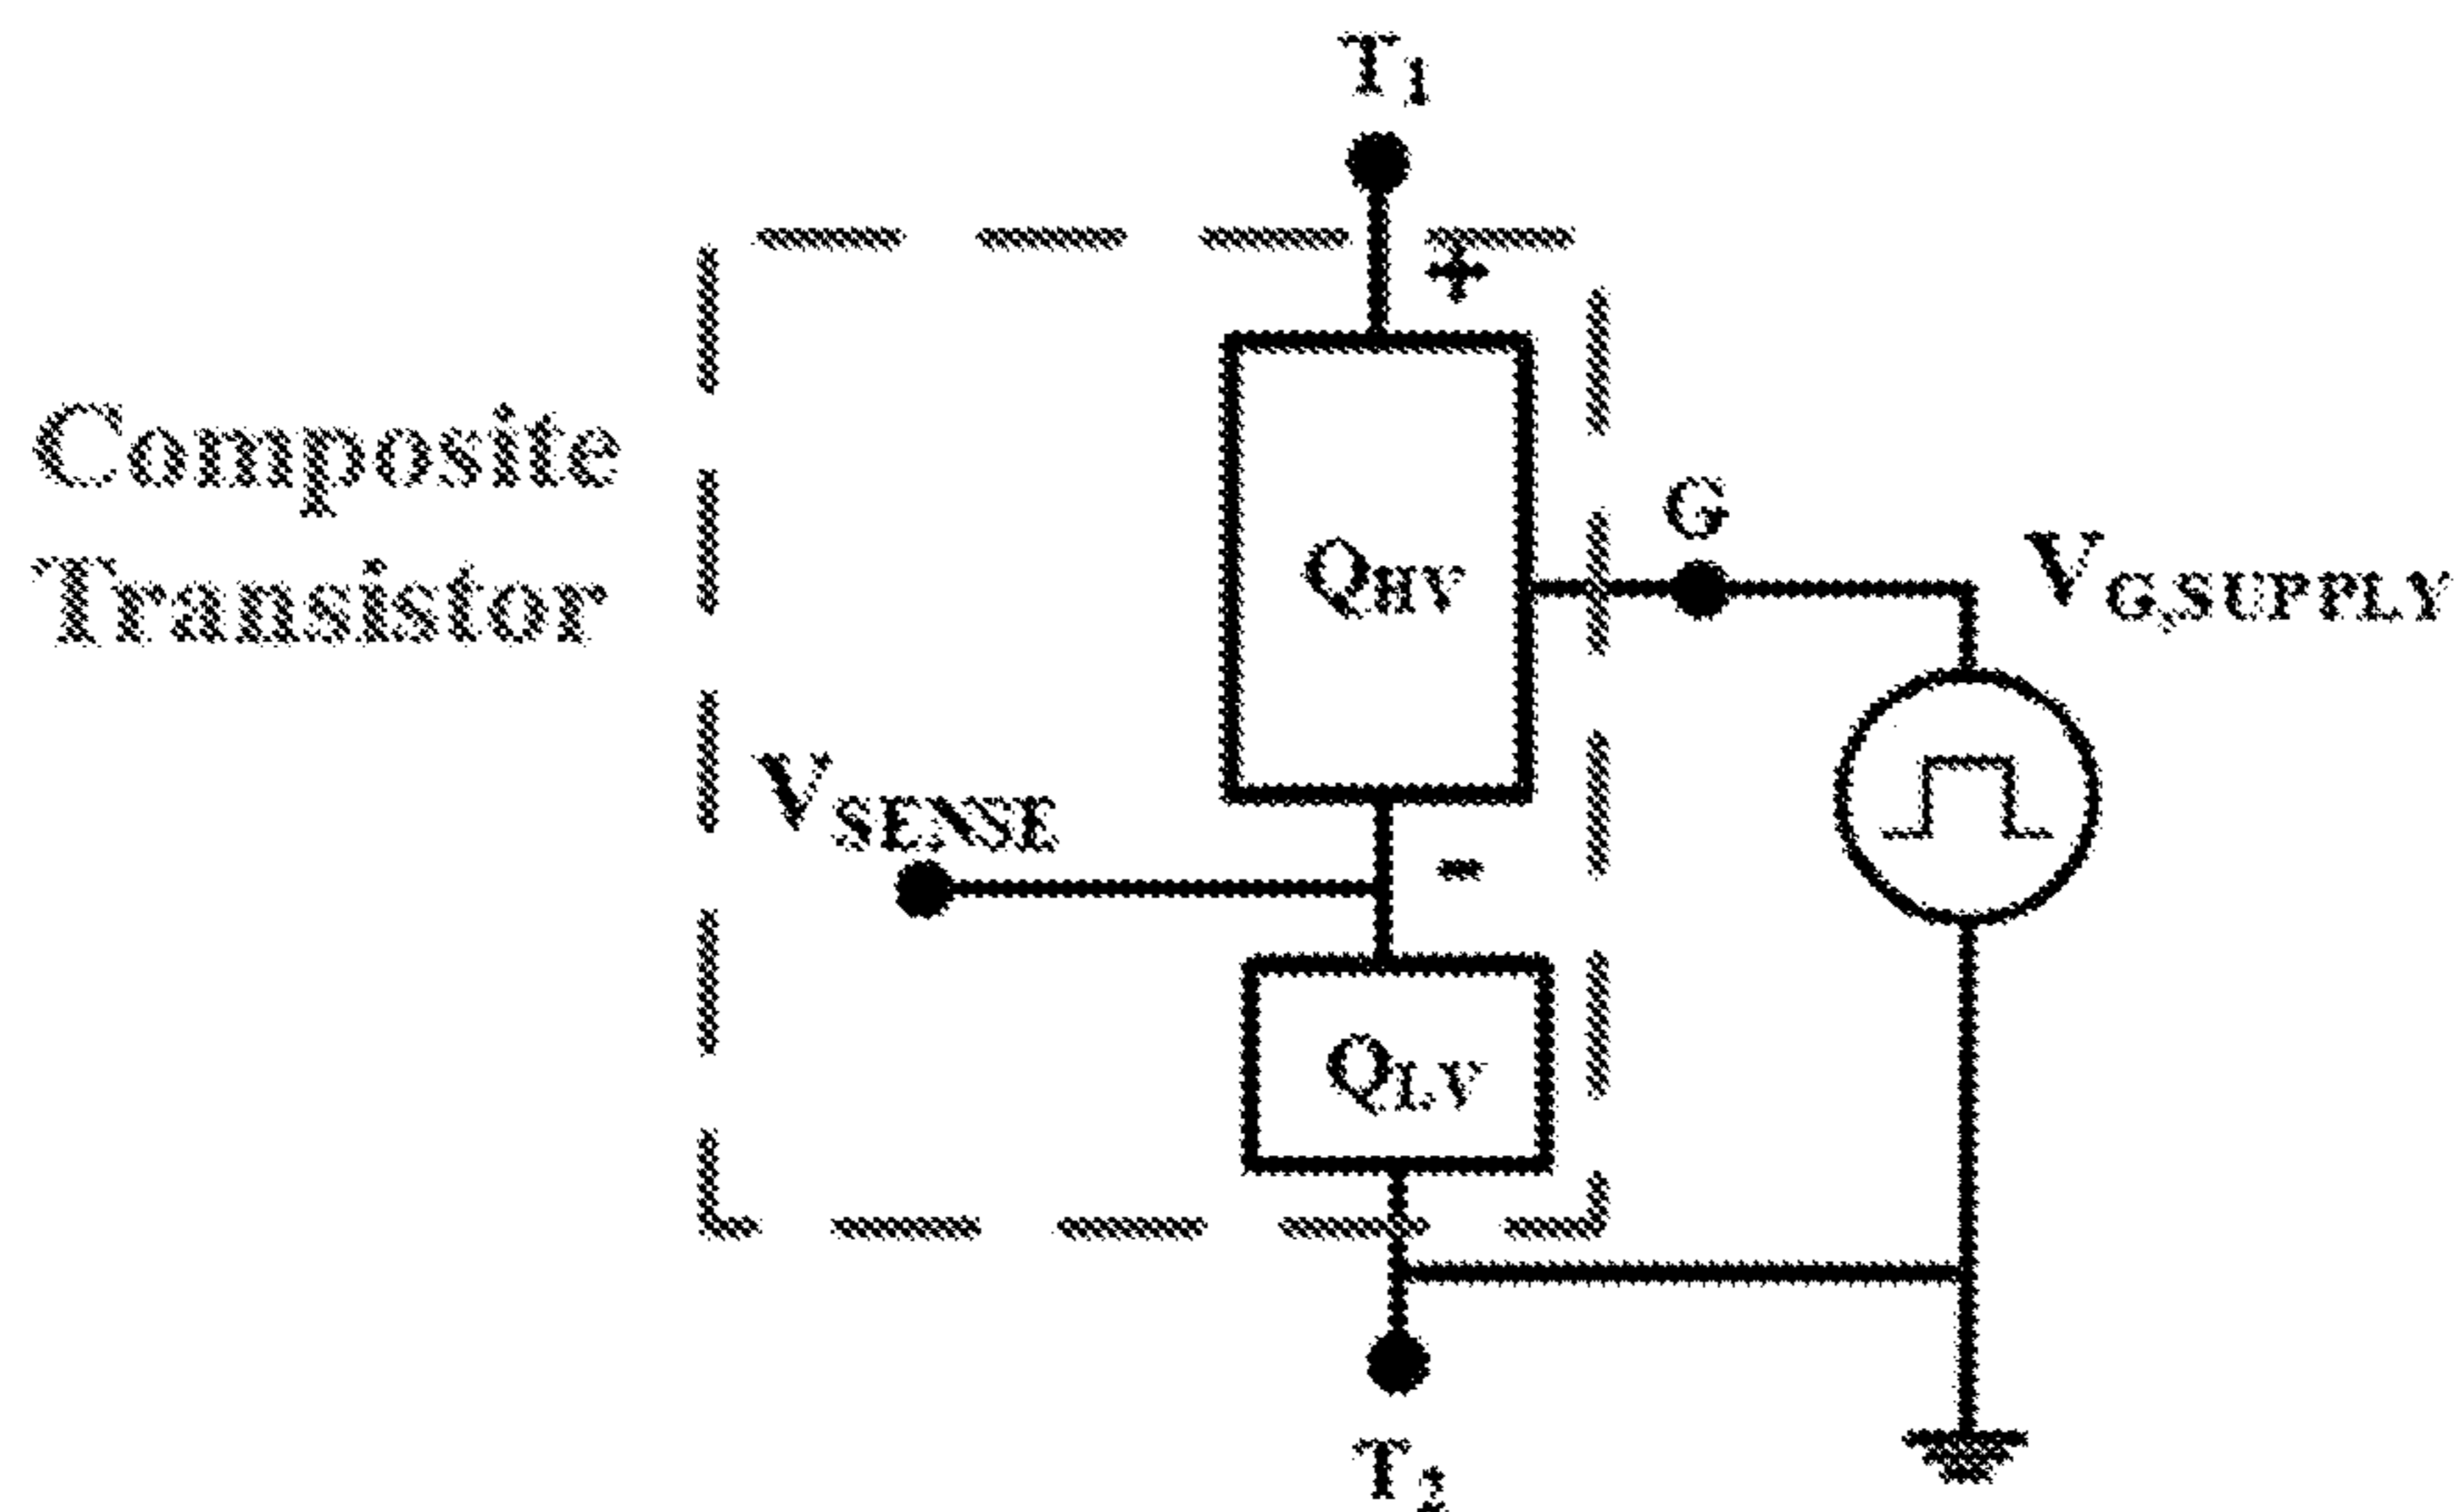 T1
+
Composite
Transistor
QHV
G
VG,SUPPLY
VSENSE
-
QLV
T2